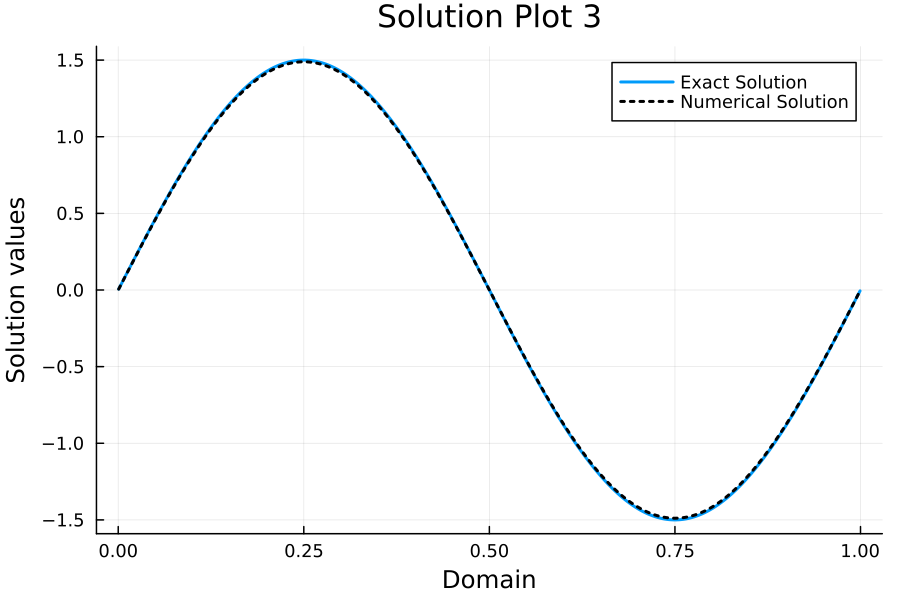 Solution Plot 3
Exact Solution
Numerical Solution
Solution values
1.5
1.0
0.5
0.0
−0.5
−1.0
−1.5
0.00 0.25 0.50 0.75 1.00
Domain